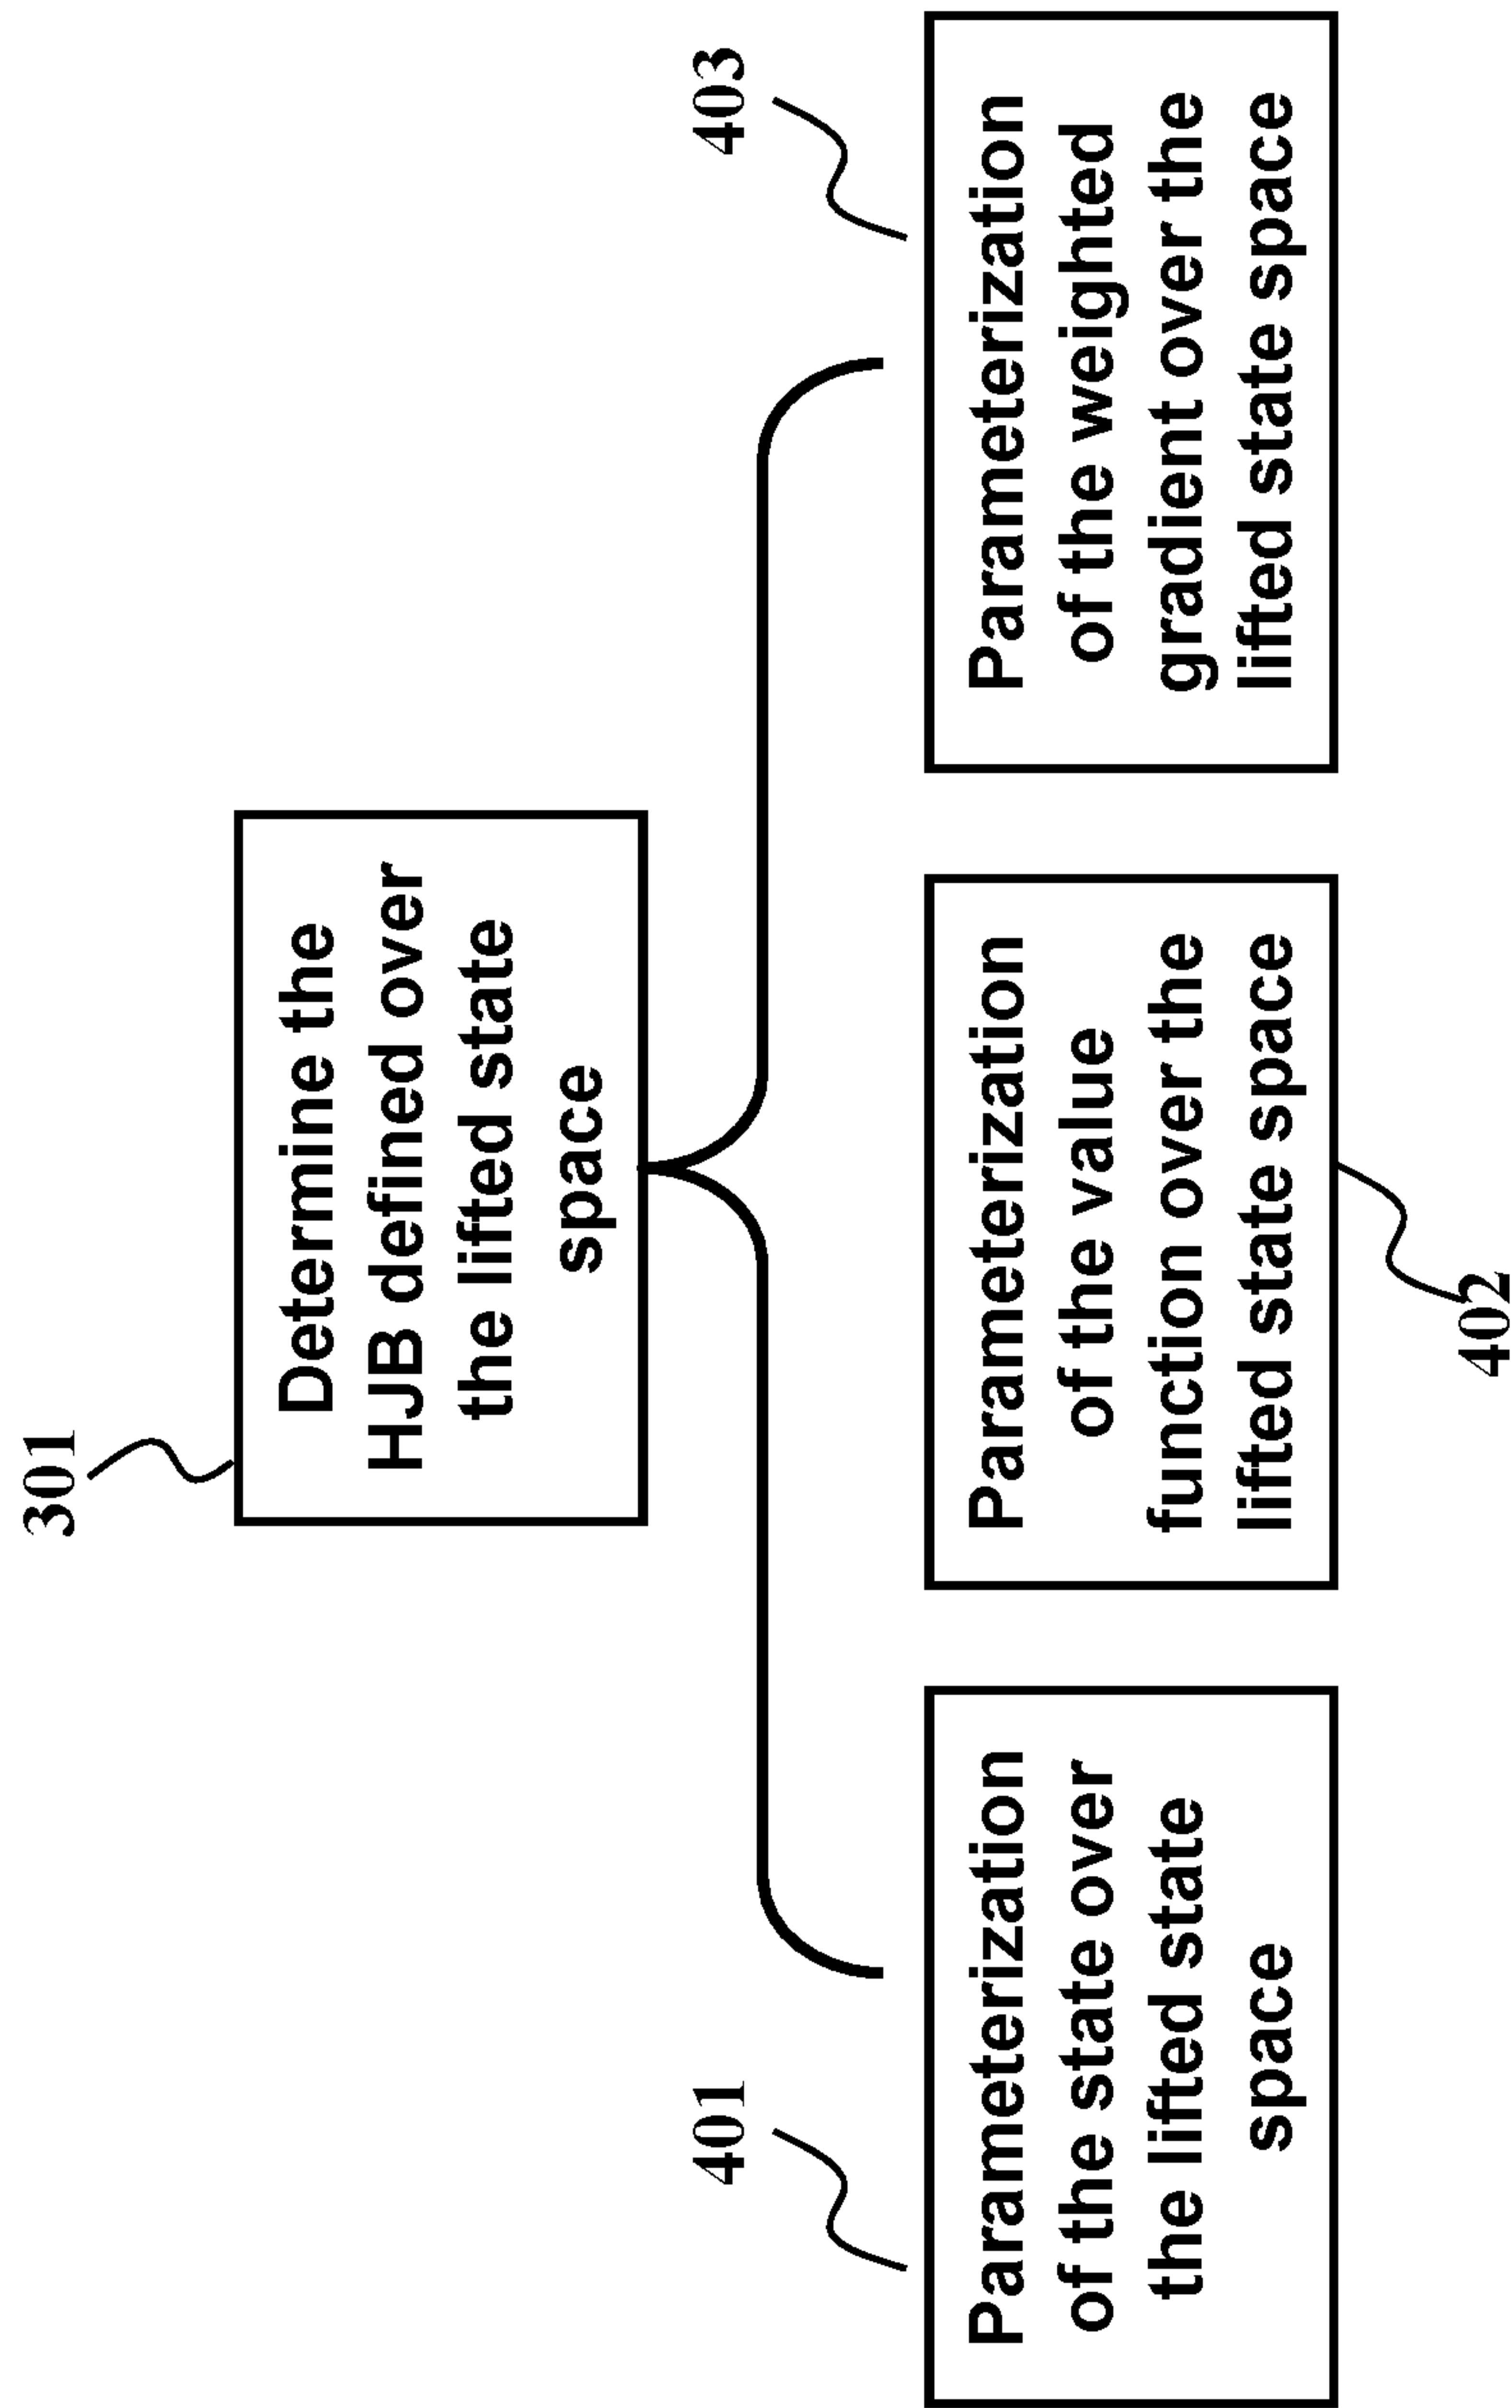 301
Determine the
HJB defined over
the lifted state
space
401
Parameterization
of the state over
the lifted state
space
402
Parameterization
of the value
function over the
lifted state space
403
Parameterization
of the weighted
gradient over the
lifted state space